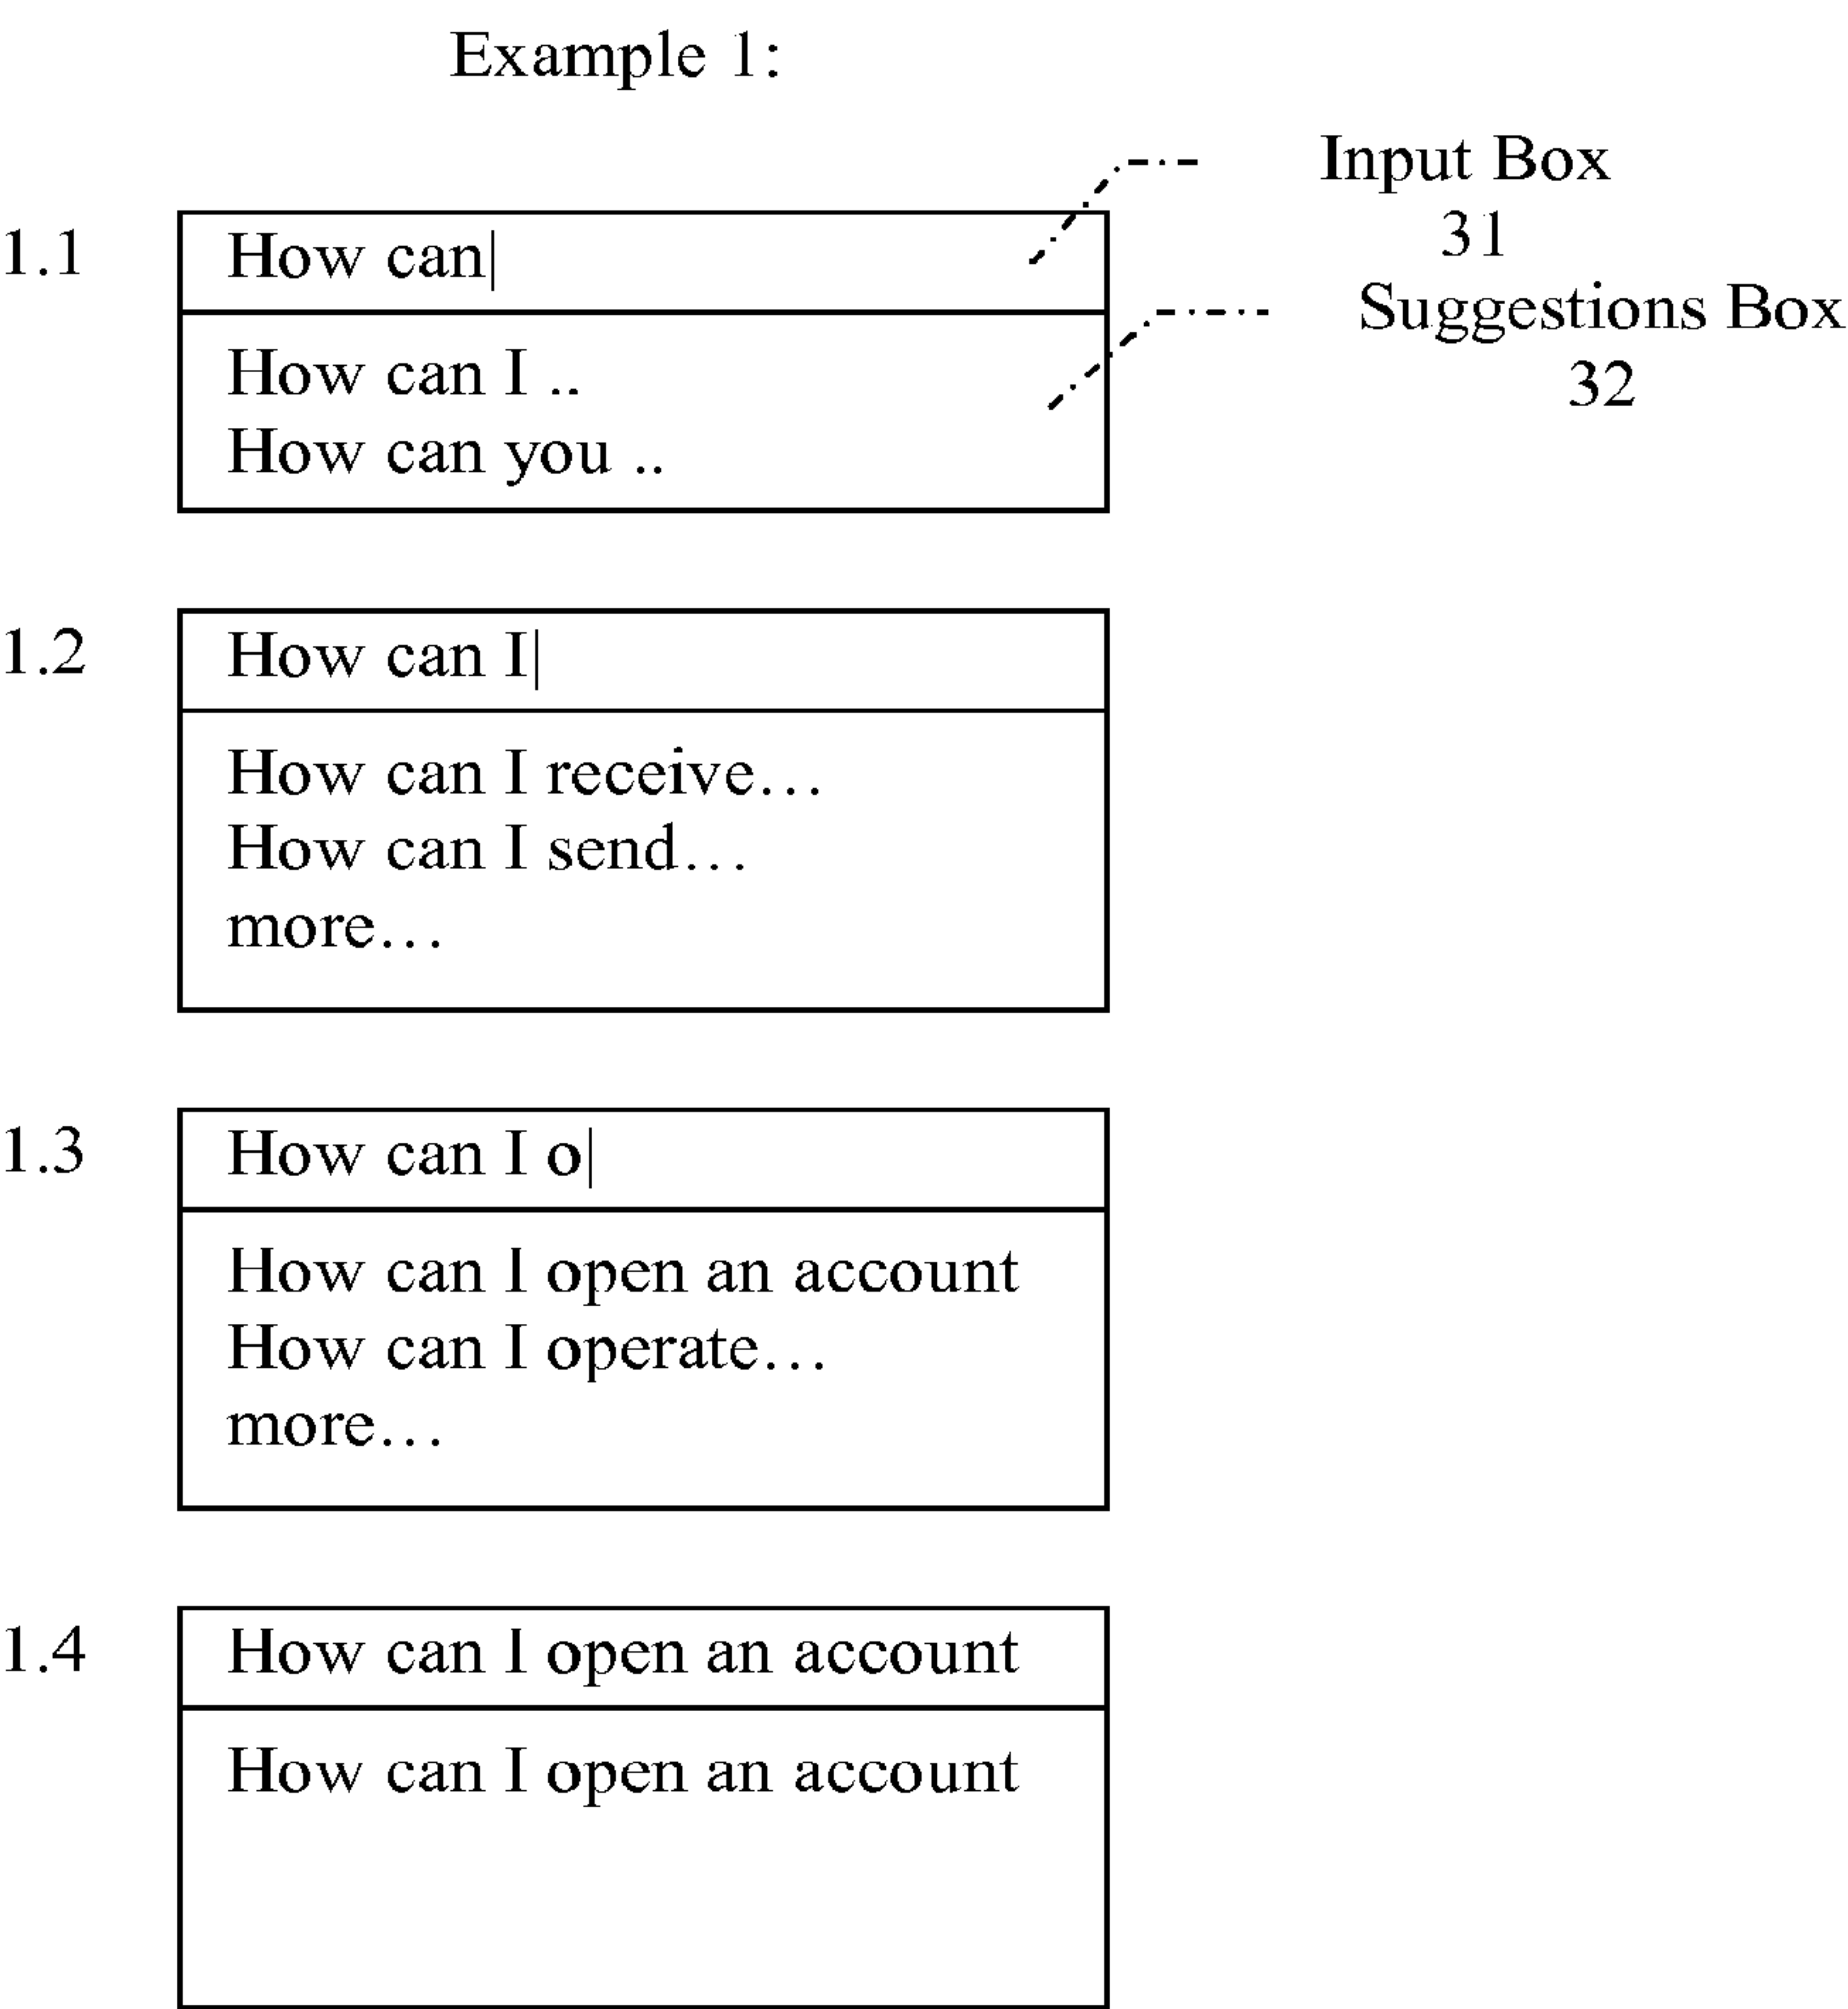 Example 1:
Input Box
31
1.1
How can|
Suggestions Box
32
How can I ..
How can you ..
1.2
How can I|
How can I receive…
How can I send…
more…
1.3
How can I o|
How can I open an account
How can I operate…
more…
1.4
How can I open an account
How can I open an account